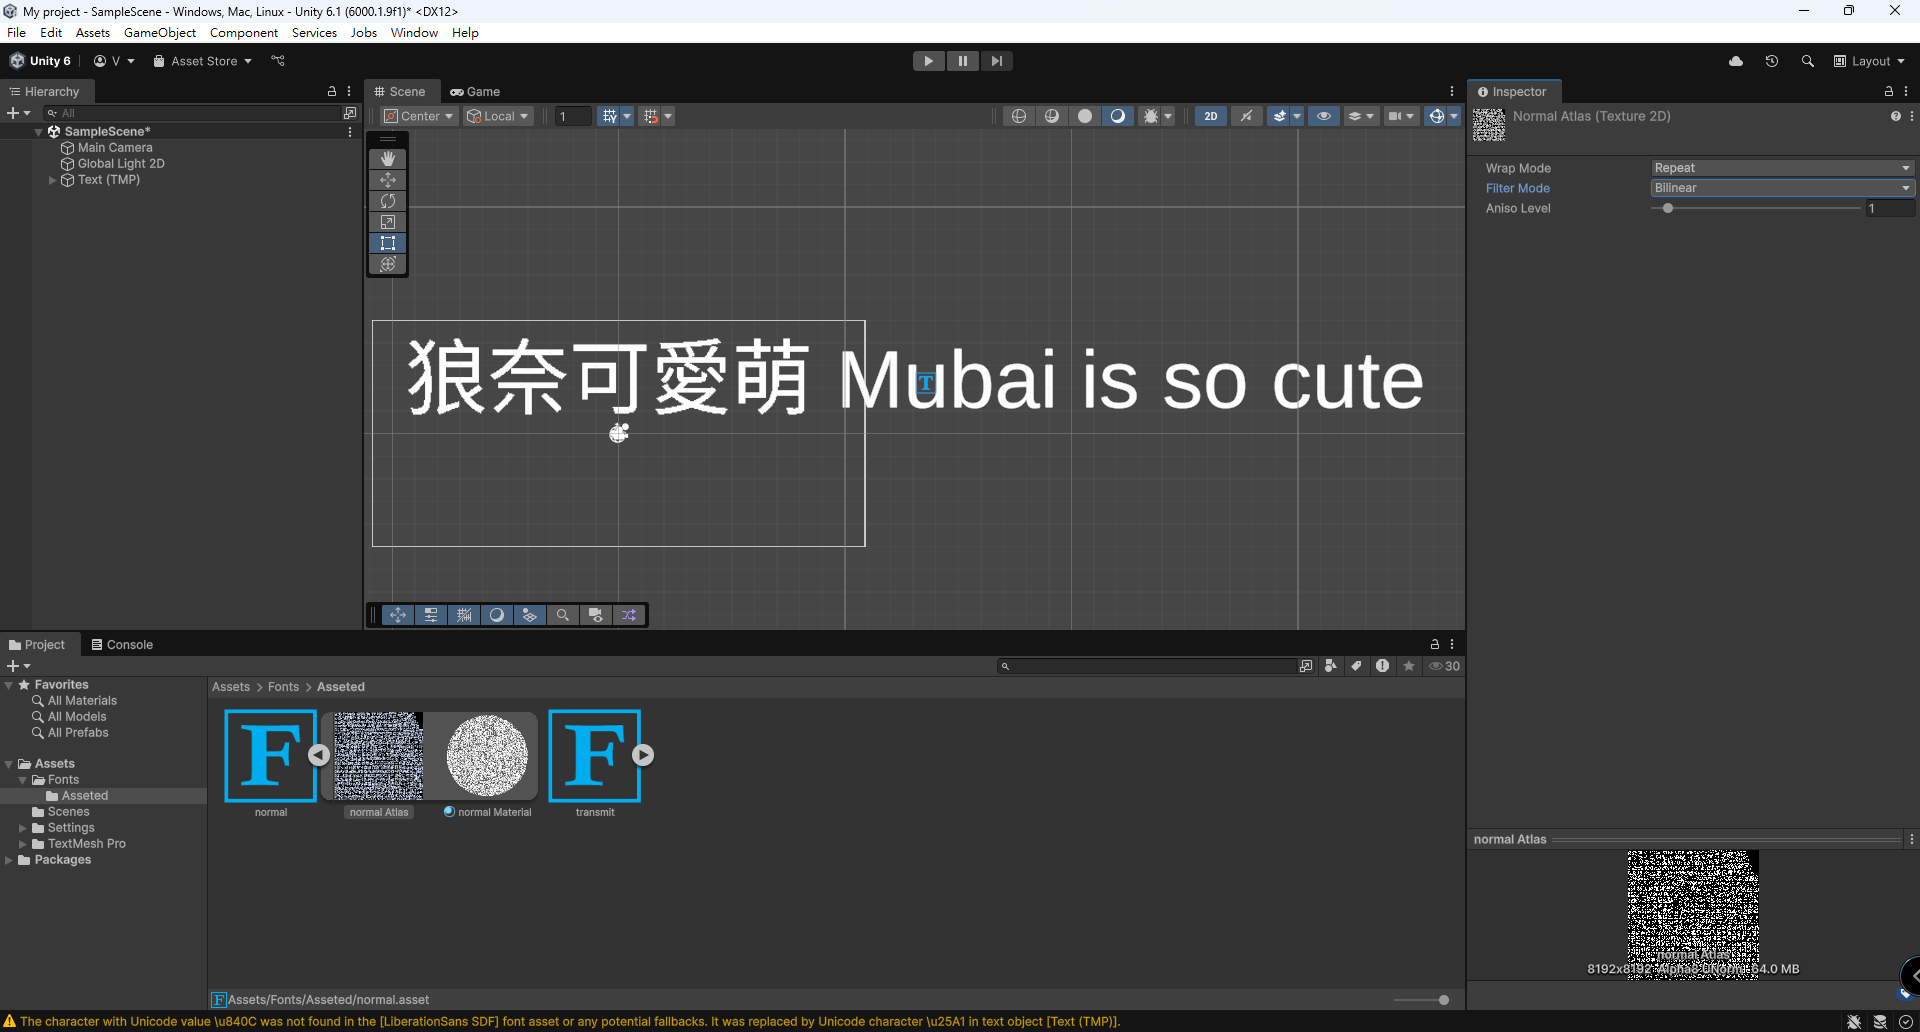 My project - SampleScene - Windows, Mac, Linux - Unity 6.1 (6000.1.9f1)* <DX12>
File Edit Assets GameObject Component Services Jobs Window Help
Unity 6 V Asset Store Layout
Hierarchy
All
SampleScene*
Main Camera
Global Light 2D
Text (TMP)
Scene Game
Center Local 1 2D
狼奈可愛萌 Mubai is so cute
Inspector
Normal Atlas (Texture 2D)
Wrap Mode Repeat
Filter Mode Bilinear
Aniso Level 1
Project Console
30
Favorites
All Materials
All Models
All Prefabs
Assets
Fonts
Asseted
Scenes
Settings
TextMesh Pro
Packages
Assets > Fonts > Asseted
normal normal Atlas normal Material transmit
Assets/Fonts/Asseted/normal.asset
normal Atlas
normal Atlas
8192x8192 Alpha8 UNorm 64.0 MB
The character with Unicode value \u840C was not found in the [LiberationSans SDF] font asset or any potential fallbacks. It was replaced by Unicode character \u25A1 in text object [Text (TMP)].